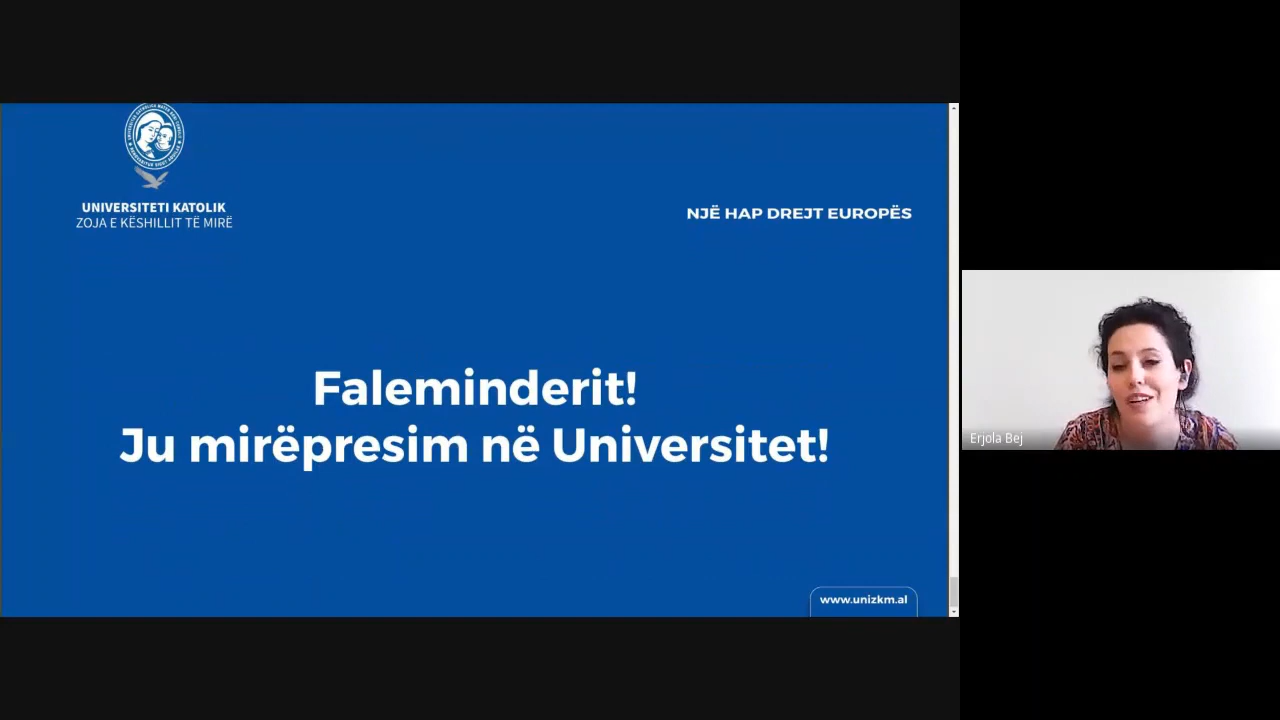 UNIVERSITETI KATOLIK
ZOJA E KËSHILLIT TË MIRË
NJË HAP DREJT EUROPËS
Faleminderit!
Ju mirëpresim në Universitet!
www.unizkm.al
Erjola Bej